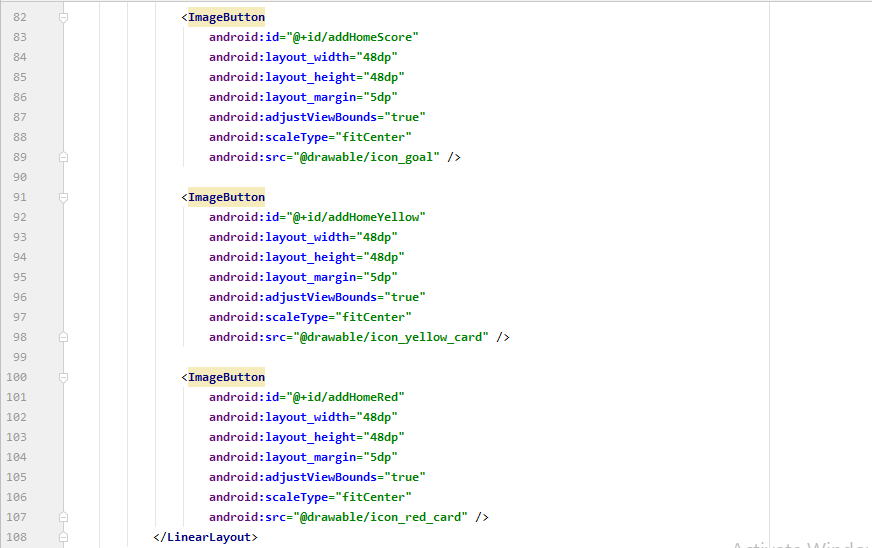 82 <ImageButton
83 android:id="@+id/addHomeScore"
84 android:layout_width="48dp"
85 android:layout_height="48dp"
86 android:layout_margin="5dp"
87 android:adjustViewBounds="true"
88 android:scaleType="fitCenter"
89 android:src="@drawable/icon_goal" />
90
91 <ImageButton
92 android:id="@+id/addHomeYellow"
93 android:layout_width="48dp"
94 android:layout_height="48dp"
95 android:layout_margin="5dp"
96 android:adjustViewBounds="true"
97 android:scaleType="fitCenter"
98 android:src="@drawable/icon_yellow_card" />
99
100 <ImageButton
101 android:id="@+id/addHomeRed"
102 android:layout_width="48dp"
103 android:layout_height="48dp"
104 android:layout_margin="5dp"
105 android:adjustViewBounds="true"
106 android:scaleType="fitCenter"
107 android:src="@drawable/icon_red_card" />
108 </LinearLayout>